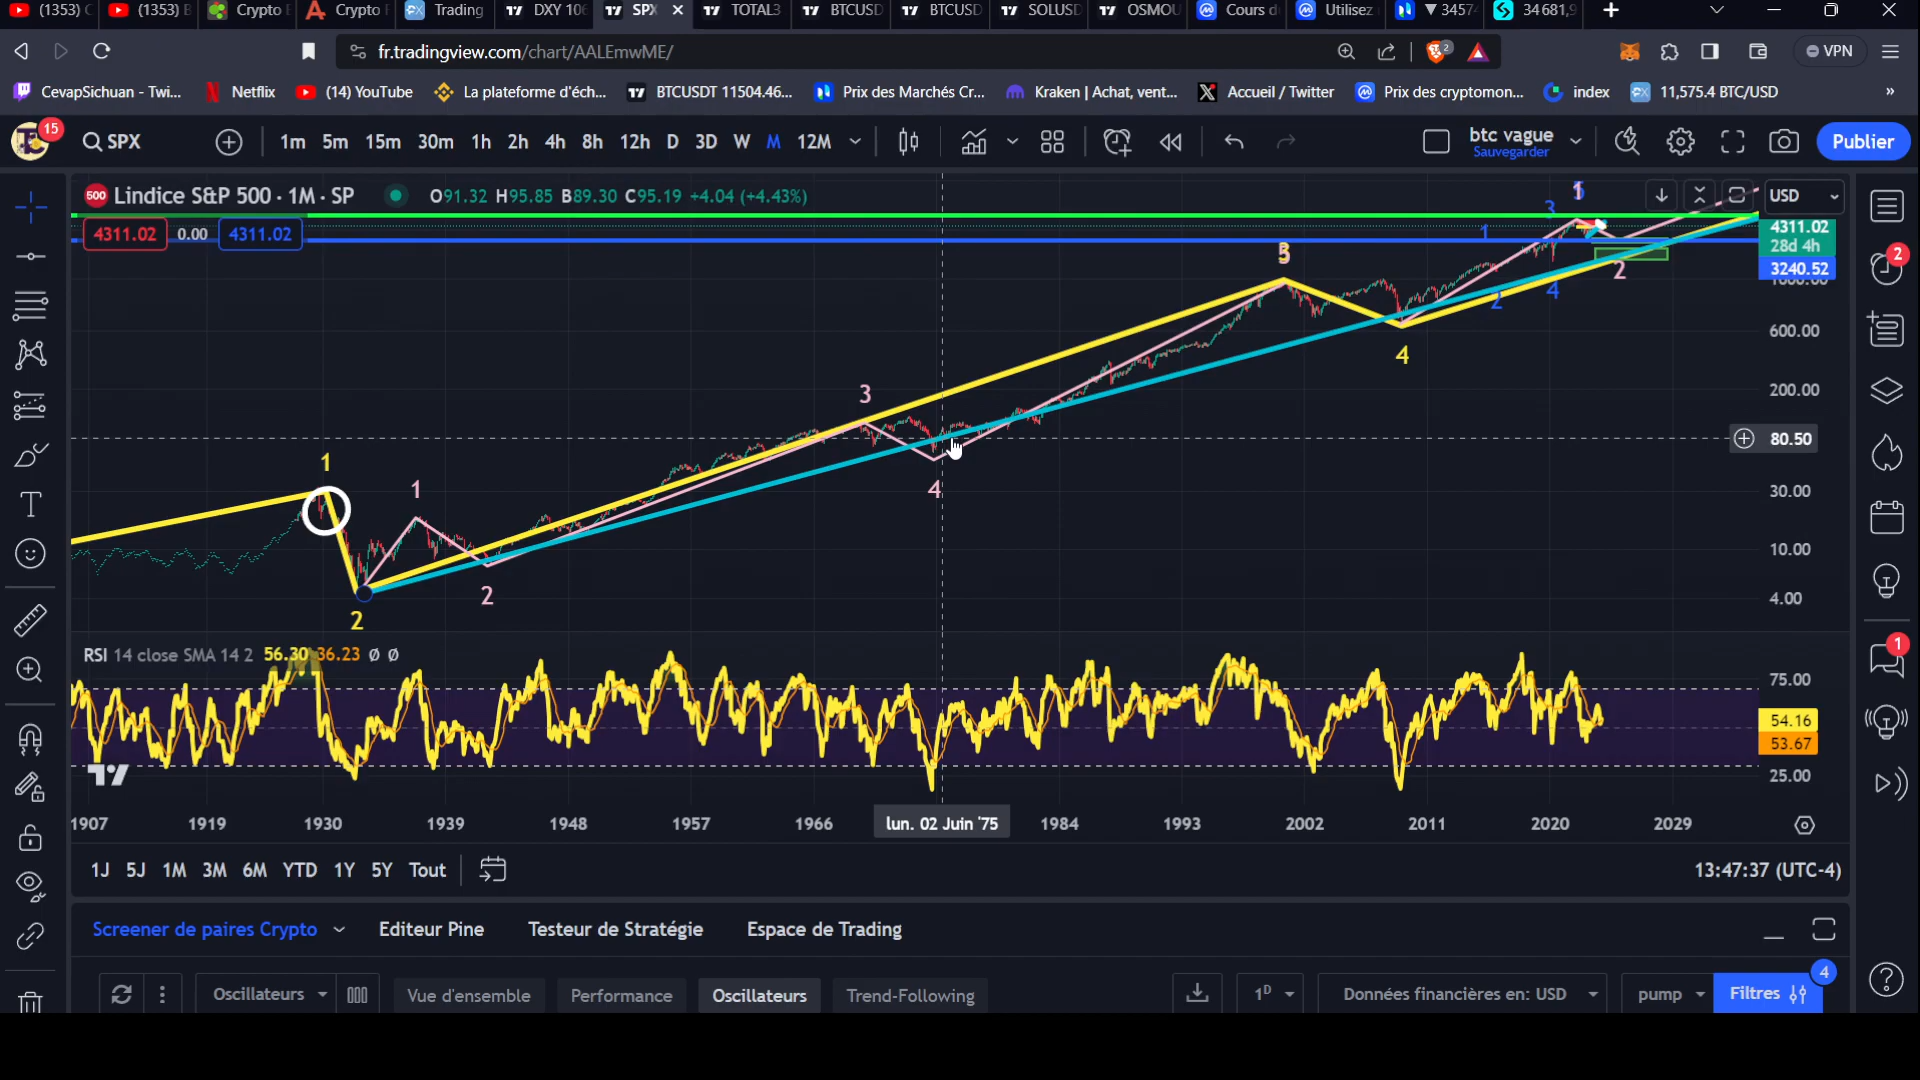 (1353) C
(1353) B
Crypto E
Crypto
Trading
DXY 106
SPX
TOTAL3
BTCUSD
BTCUSD
SOLUSD
OSMOU
Cours d
Utilisez
▼ 34574
34 681,9
fr.tradingview.com/chart/AALEmwME/
2
VPN
CevapSichuan - Twi...
Netflix
(14) YouTube
La plateforme d'éch...
BTCUSDT 11504.46...
Prix des Marchés Cr...
Kraken | Achat, vent...
Accueil / Twitter
Prix des cryptomon...
index
11,575.4 BTC/USD
»
15
SPX
1m 5m 15m 30m 1h 2h 4h 8h 12h D 3D W M 12M
btc vague
Sauvegarder
Publier
500 Lindice S&P 500 · 1M · SP
O91.32 H95.85 B89.30 C95.19 +4.04 (+4.43%)
USD
4311.02 0.00 4311.02
4311.02
28d 4h
3240.52
1000.00
600.00
200.00
80.50
30.00
10.00
4.00
1
2
1
2
3
4
5
4
1
2
3
4
5
1
2
RSI 14 close SMA 14 2 56.30 36.23 Ø Ø
75.00
54.16
53.67
25.00
1907 1919 1930 1939 1948 1957 1966 lun. 02 Juin '75 1984 1993 2002 2011 2020 2029
1J 5J 1M 3M 6M YTD 1Y 5Y Tout
13:47:37 (UTC-4)
Screener de paires Crypto
Editeur Pine
Testeur de Stratégie
Espace de Trading
Oscillateurs
Vue d'ensemble
Performance
Oscillateurs
Trend-Following
1D
Données financières en: USD
pump
Filtres
4
2
1